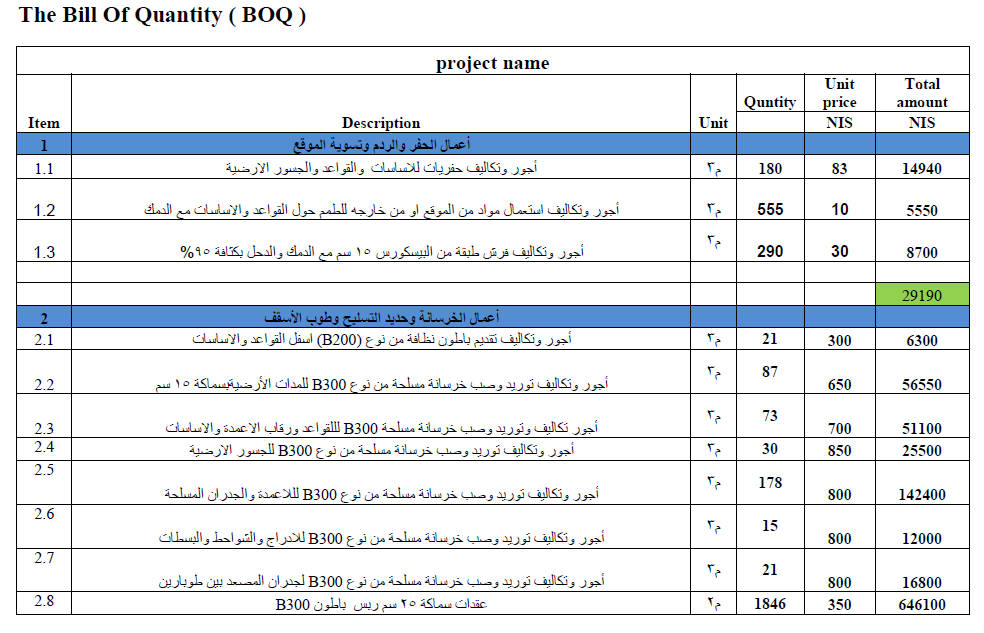 The Bill Of Quantity ( BOQ )
project name
Item Description Unit Quntity Unit price Total amount
NIS NIS
1 أعمال الحفر والردم وتسوية الموقع
1.1 أجور وتكاليف حفريات للاساسات والقواعد والجسور الارضية م٣ 180 83 14940
1.2 أجور وتكاليف استعمال مواد من الموقع او من خارجه للطمم حول القواعد والاساسات مع الدمك م٣ 555 10 5550
1.3 أجور وتكاليف فرش طبقة من البيسكورس ١٥ سم مع الدمك والدحل بكثافة ٩٥% م٣ 290 30 8700
29190
2 أعمال الخرسانة وحديد التسليح وطوب الأسقف
2.1 أجور وتكاليف تقديم باطون نظافة من نوع (B200) اسفل القواعد والاساسات م٣ 21 300 6300
2.2 أجور وتكاليف توريد وصب خرسانة مسلحة من نوع B300 للمدات الأرضيةبسماكة ١٥ سم م٣ 87 650 56550
2.3 أجور تكاليف وتوريد وصب خرسانة مسلحة B300 لللقواعد ورقاب الاعمدة والاساسات م٣ 73 700 51100
2.4 أجور وتكاليف توريد وصب خرسانة مسلحة من نوع B300 للجسور الارضية م٣ 30 850 25500
2.5 أجور وتكاليف توريد وصب خرسانة مسلحة من نوع B300 لللاعمدة والجدران المسلحة م٣ 178 800 142400
2.6 أجور وتكاليف توريد وصب خرسانة مسلحة من نوع B300 للادراج والشواحط والبسطات م٣ 15 800 12000
2.7 أجور وتكاليف توريد وصب خرسانة مسلحة من نوع B300 لجدران المصعد بين طوبارين م٣ 21 800 16800
2.8 عقدات سماكة ٢٥ سم ريبس باطون B300 م٢ 1846 350 646100